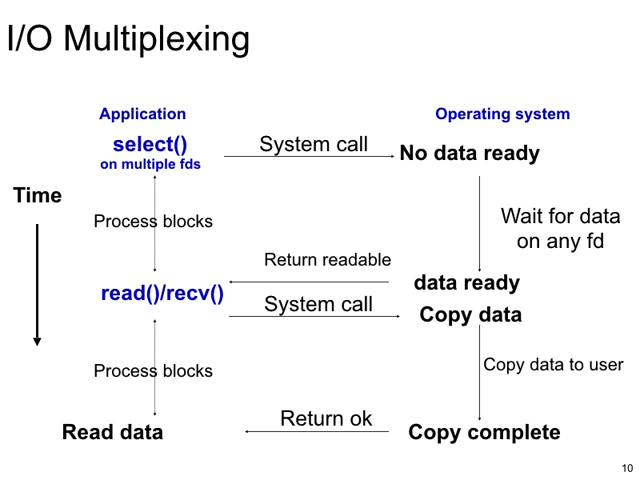 I/O Multiplexing
Application
Operating system
select()
on multiple fds
System call
No data ready
Time
Process blocks
Wait for data
on any fd
Return readable
data ready
read()/recv()
System call
Copy data
Process blocks
Copy data to user
Read data
Return ok
Copy complete
10